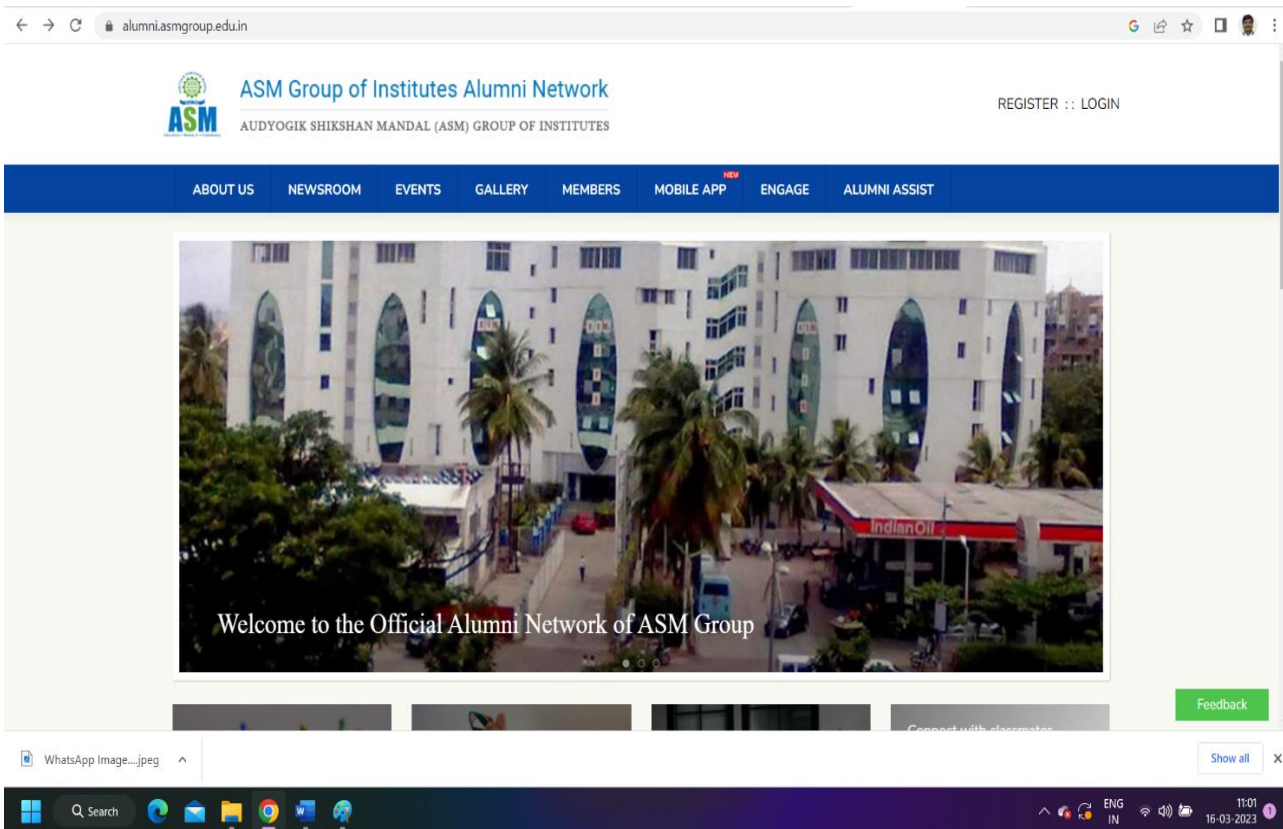 alumni.asmgroup.edu.in
ASM Group of Institutes Alumni Network
AUDYOGIK SHIKSHAN MANDAL (ASM) GROUP OF INSTITUTES
ASM
REGISTER :: LOGIN
NEW
ABOUT US NEWSROOM EVENTS GALLERY MEMBERS MOBILE APP ENGAGE ALUMNI ASSIST
IndianOil
Welcome to the Official Alumni Network of ASM Group
Feedback
Connect with classmates
WhatsApp Image....jpeg
Show all
Search
ENG
IN
11:01
16-03-2023
1